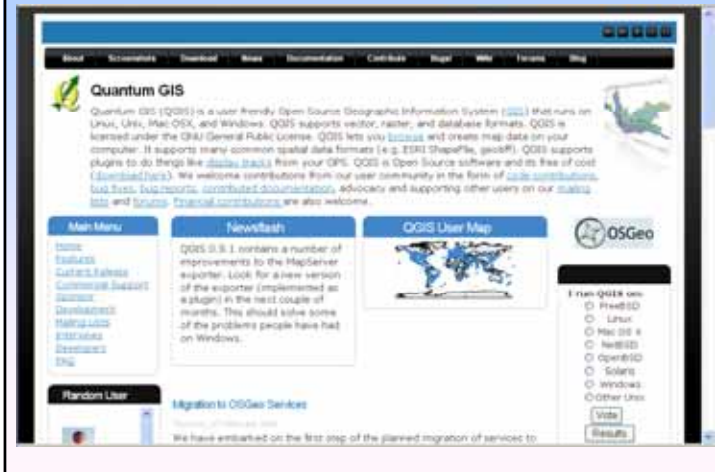 About Screenshots Download News Documentation Contribute Bugs! Wiki Forums Blog
Quantum GIS
Quantum GIS (QGIS) is a user friendly Open Source Geographic Information System (GIS) that runs on
Linux, Unix, Mac OSX, and Windows. QGIS supports vector, raster, and database formats. QGIS is
licensed under the GNU General Public License. QGIS lets you browse and create map data on your
computer. It supports many common spatial data formats (e.g. ESRI ShapeFile, geotiff). QGIS supports
plugins to do things like display tracks from your GPS. QGIS is Open Source software and its free of cost
(download here). We welcome contributions from our user community in the form of code contributions,
bug fixes, bug reports, contributed documentation, advocacy and supporting other users on our mailing
lists and forums. Financial contributions are also welcome.
Main Menu
Home
Features
Current Release
Commercial Support
Sponsor
Development
Mailing Lists
Interviews
Developers
FAQ
Random User
Newsflash
QGIS 0.9.1 contains a number of
improvements to the MapServer
exporter. Look for a new version
of the exporter (implemented as
a plugin) in the next couple of
months. This should solve some
of the problems people have had
on Windows.
QGIS User Map
Migration to OSGeo Services
We have embarked on the first step of the planned migration of services to
OSGeo
I run QGIS on:
FreeBSD
Linux
Mac OS X
NetBSD
OpenBSD
Solaris
Windows
Other Unix
Vote
Results